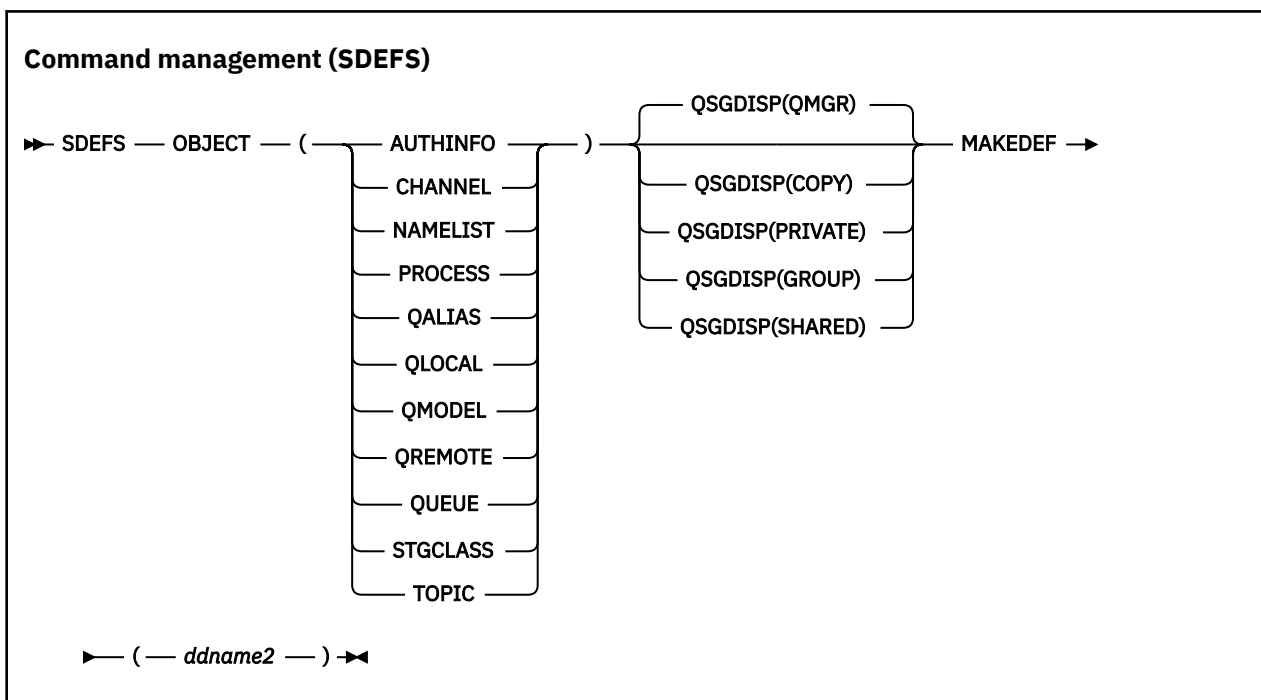 Command management (SDEFS)
QSGDISP(QMGR)
SDEFS OBJECT ( AUTHINFO ) MAKEDEF
CHANNEL QSGDISP(COPY)
NAMELIST QSGDISP(PRIVATE)
PROCESS QSGDISP(GROUP)
QALIAS QSGDISP(SHARED)
QLOCAL
QMODEL
QREMOTE
QUEUE
STGCLASS
TOPIC
( ddname2 )